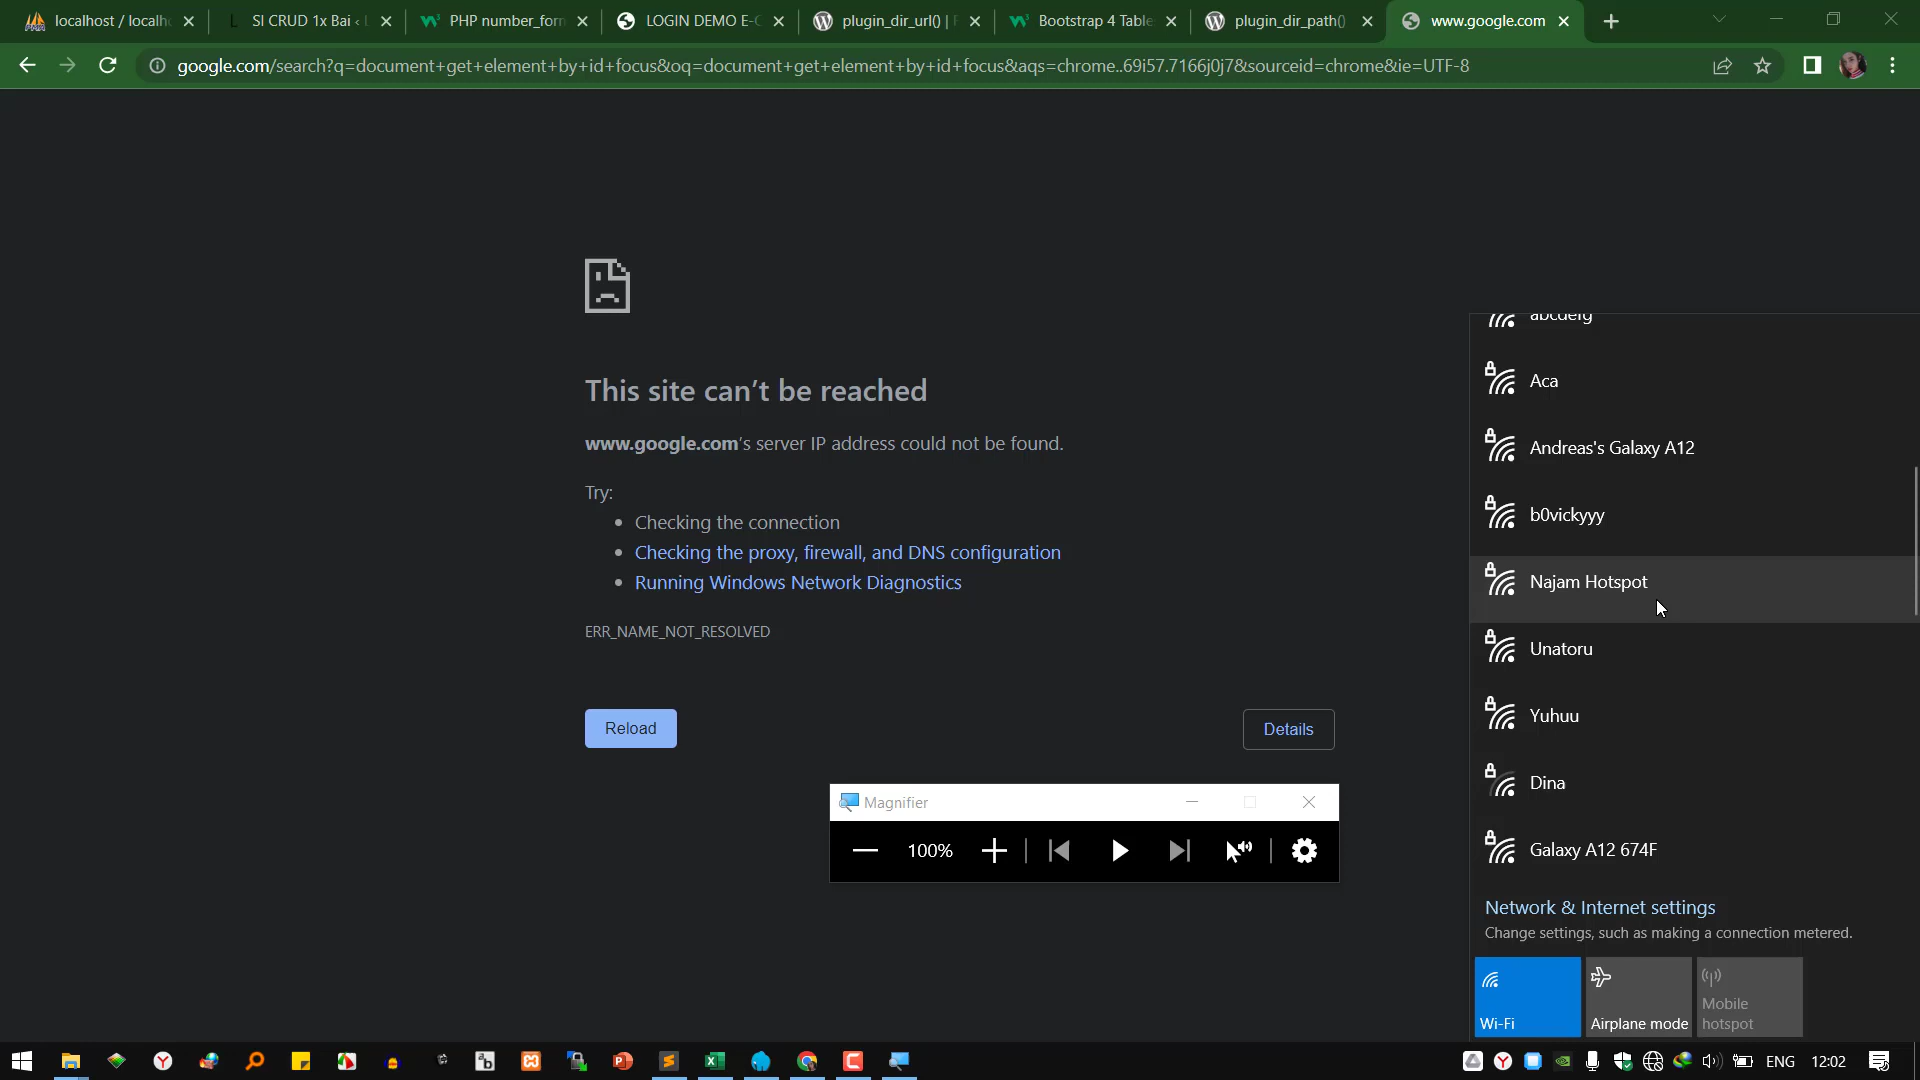 localhost / localh
SI CRUD 1x Bai ‹
PHP number_form
LOGIN DEMO E-C
plugin_dir_url() |
Bootstrap 4 Table
plugin_dir_path()
www.google.com
google.com/search?q=document+get+element+by+id+focus&oq=document+get+element+by+id+focus&aqs=chrome..69i57.7166j0j7&sourceid=chrome&ie=UTF-8
This site can't be reached
www.google.com's server IP address could not be found.
Try:
Checking the connection
Checking the proxy, firewall, and DNS configuration
Running Windows Network Diagnostics
ERR_NAME_NOT_RESOLVED
Reload
Details
Magnifier
100%
abcdefg
Aca
Andreas's Galaxy A12
b0vickyyy
Najam Hotspot
Unatoru
Yuhuu
Dina
Galaxy A12 674F
Network & Internet settings
Change settings, such as making a connection metered.
Wi-Fi
Airplane mode
Mobile
hotspot
ENG
12:02